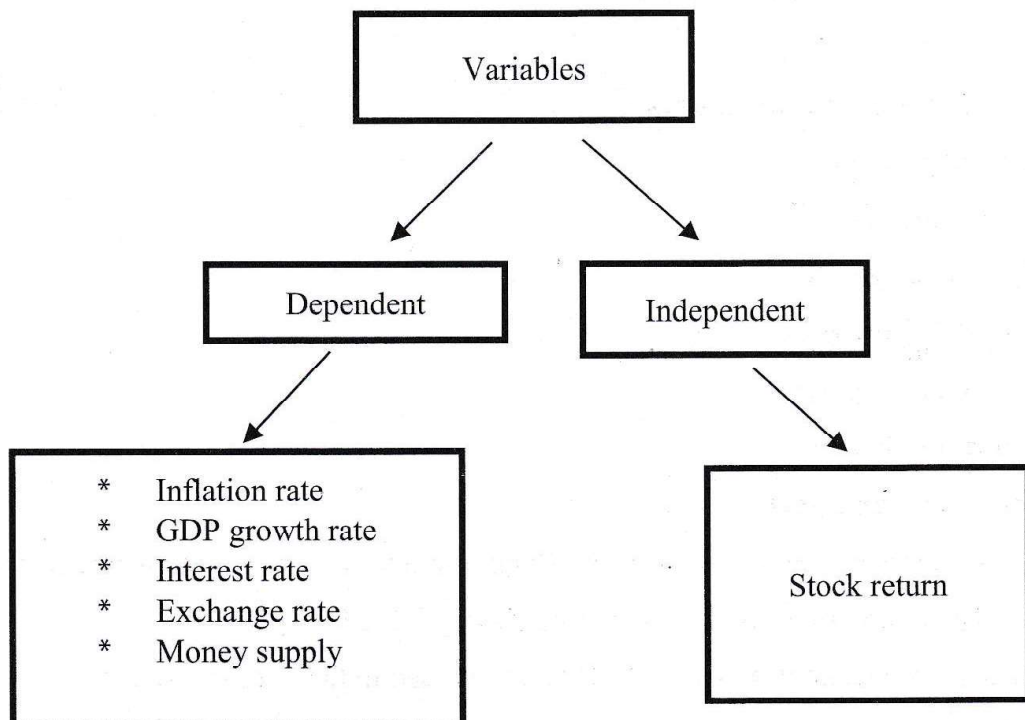 Variables
Dependent
Independent
* Inflation rate
* GDP growth rate
* Interest rate
* Exchange rate
* Money supply
Stock return